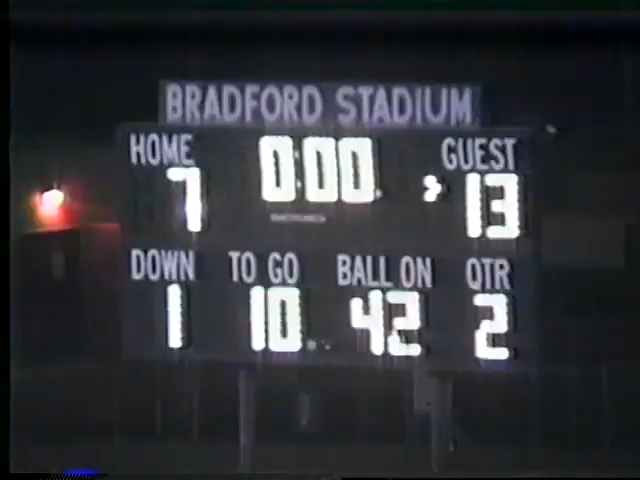 BRADFORD STADIUM
HOME 0:00 GUEST
7 13
DOWN TO GO BALL ON QTR
1 10 42 2